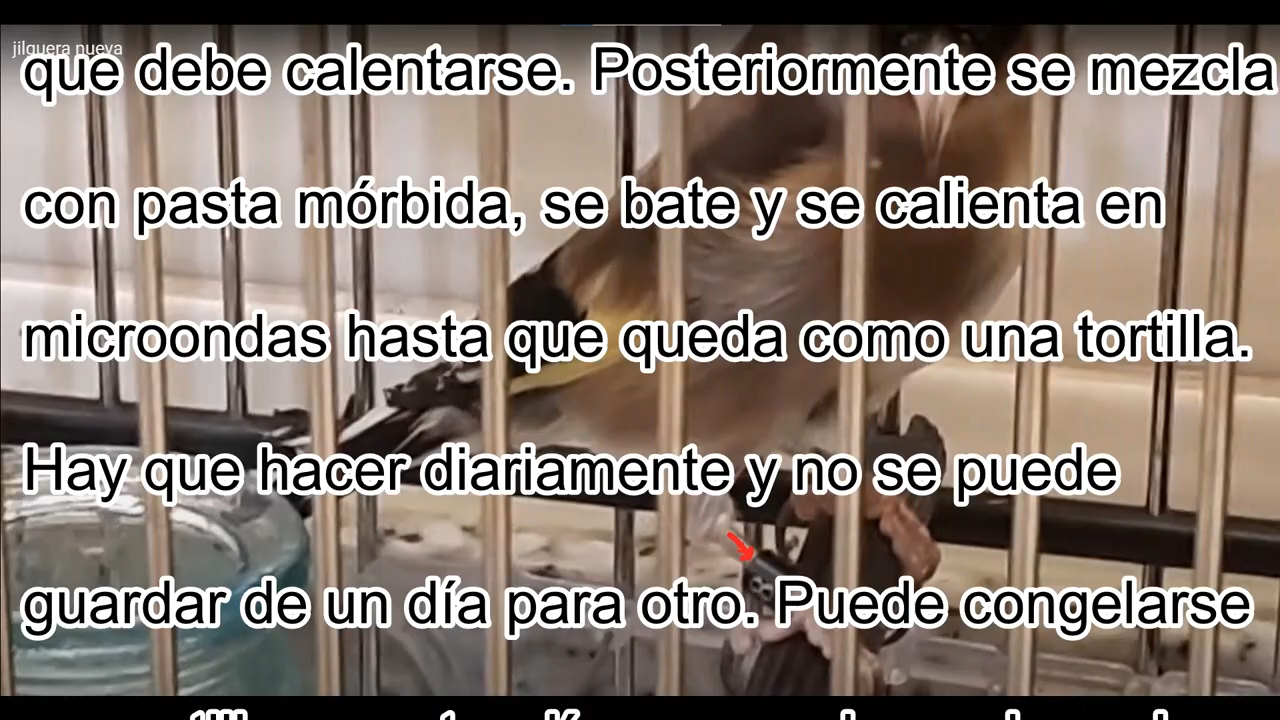 jilguera nueva
que debe calentarse. Posteriormente se mezcla
con pasta mórbida, se bate y se calienta en
microondas hasta que queda como una tortilla.
Hay que hacer diariamente y no se puede
guardar de un día para otro. Puede congelarse